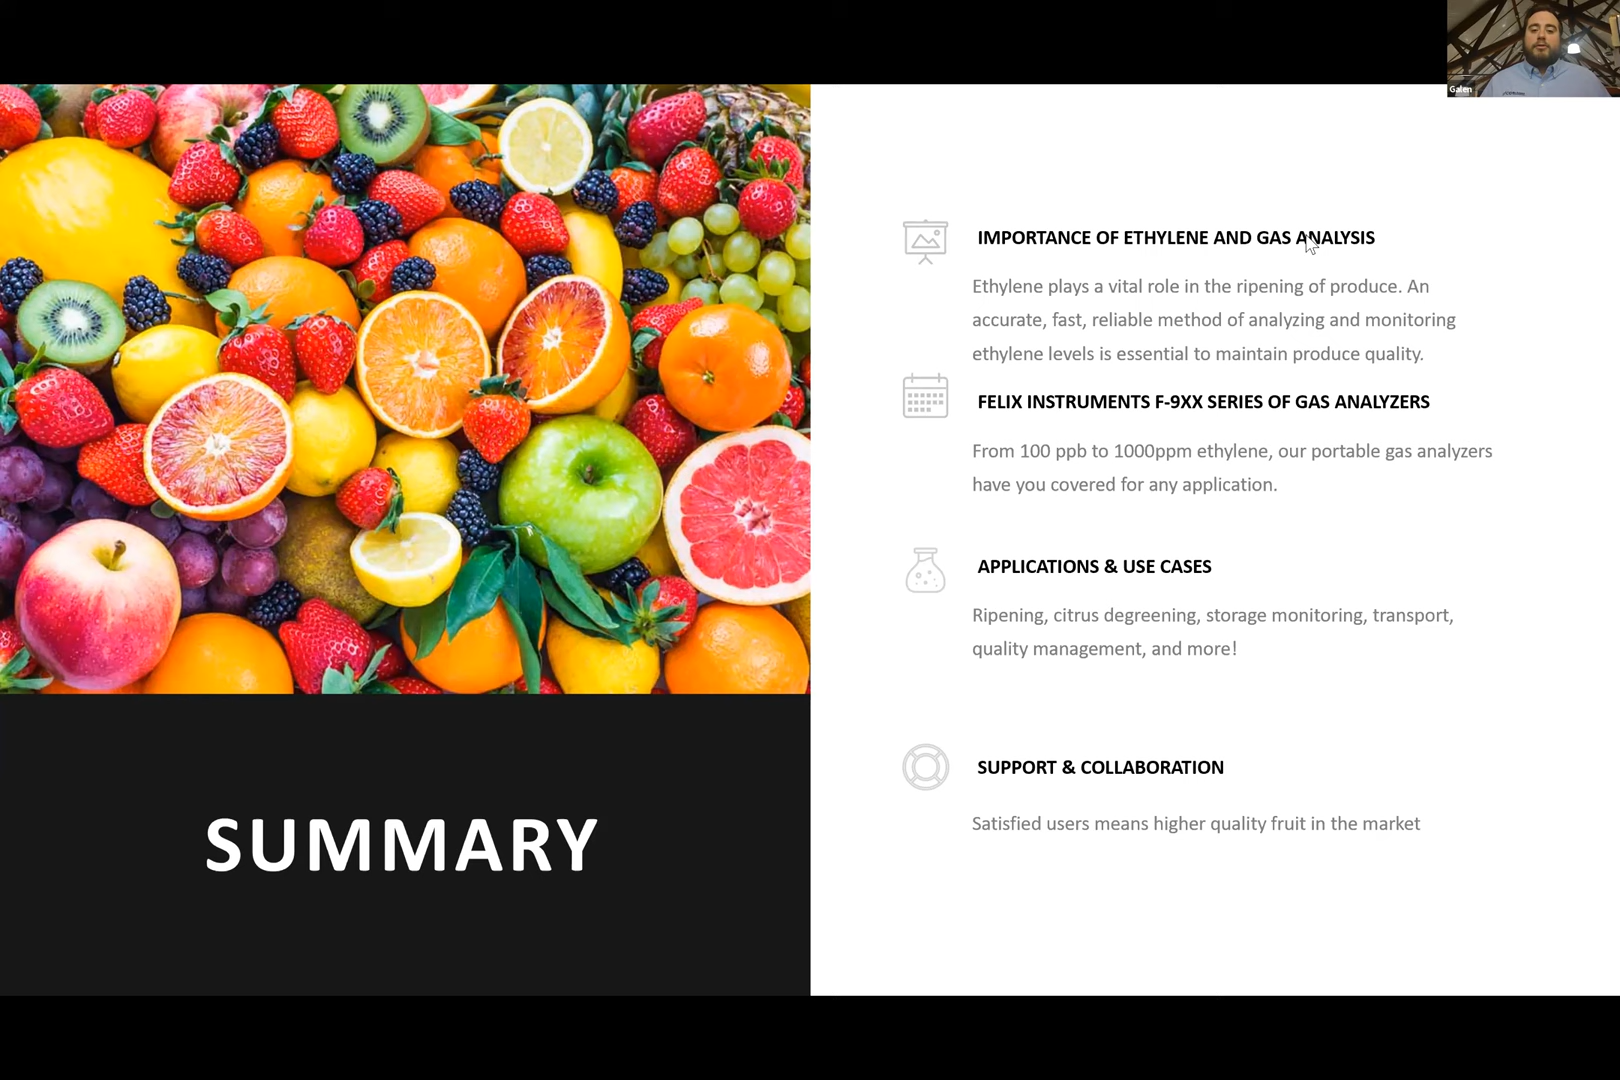 Galen
IMPORTANCE OF ETHYLENE AND GAS ANALYSIS
Ethylene plays a vital role in the ripening of produce. An
accurate, fast, reliable method of analyzing and monitoring
ethylene levels is essential to maintain produce quality.
FELIX INSTRUMENTS F-9XX SERIES OF GAS ANALYZERS
From 100 ppb to 1000ppm ethylene, our portable gas analyzers
have you covered for any application.
APPLICATIONS & USE CASES
Ripening, citrus degreening, storage monitoring, transport,
quality management, and more!
SUPPORT & COLLABORATION
Satisfied users means higher quality fruit in the market
SUMMARY